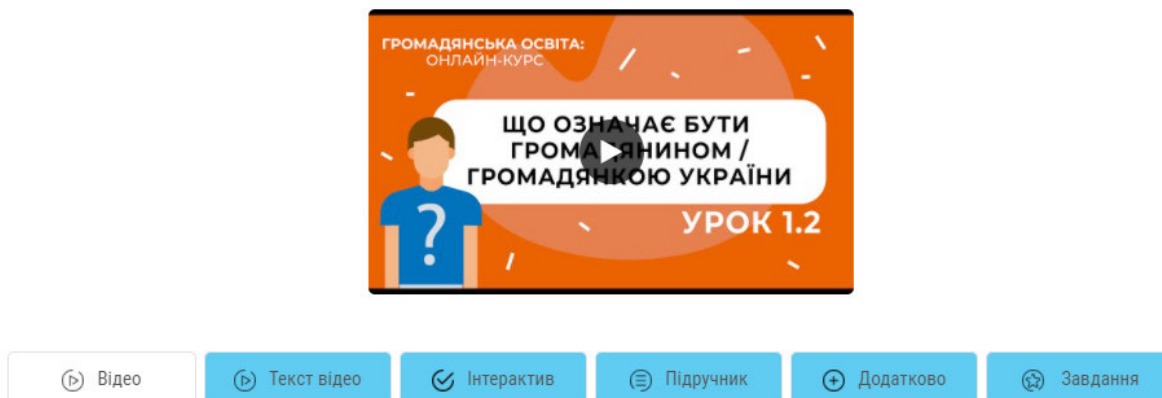 ГРОМАДЯНСЬКА ОСВІТА:
ОНЛАЙН-КУРС
ЩО ОЗНАЧАЄ БУТИ
ГРОМАДЯНИНОМ /
ГРОМАДЯНКОЮ УКРАЇНИ
?
УРОК 1.2
Відео
Текст відео
Інтерактив
Підручник
Додатково
Завдання